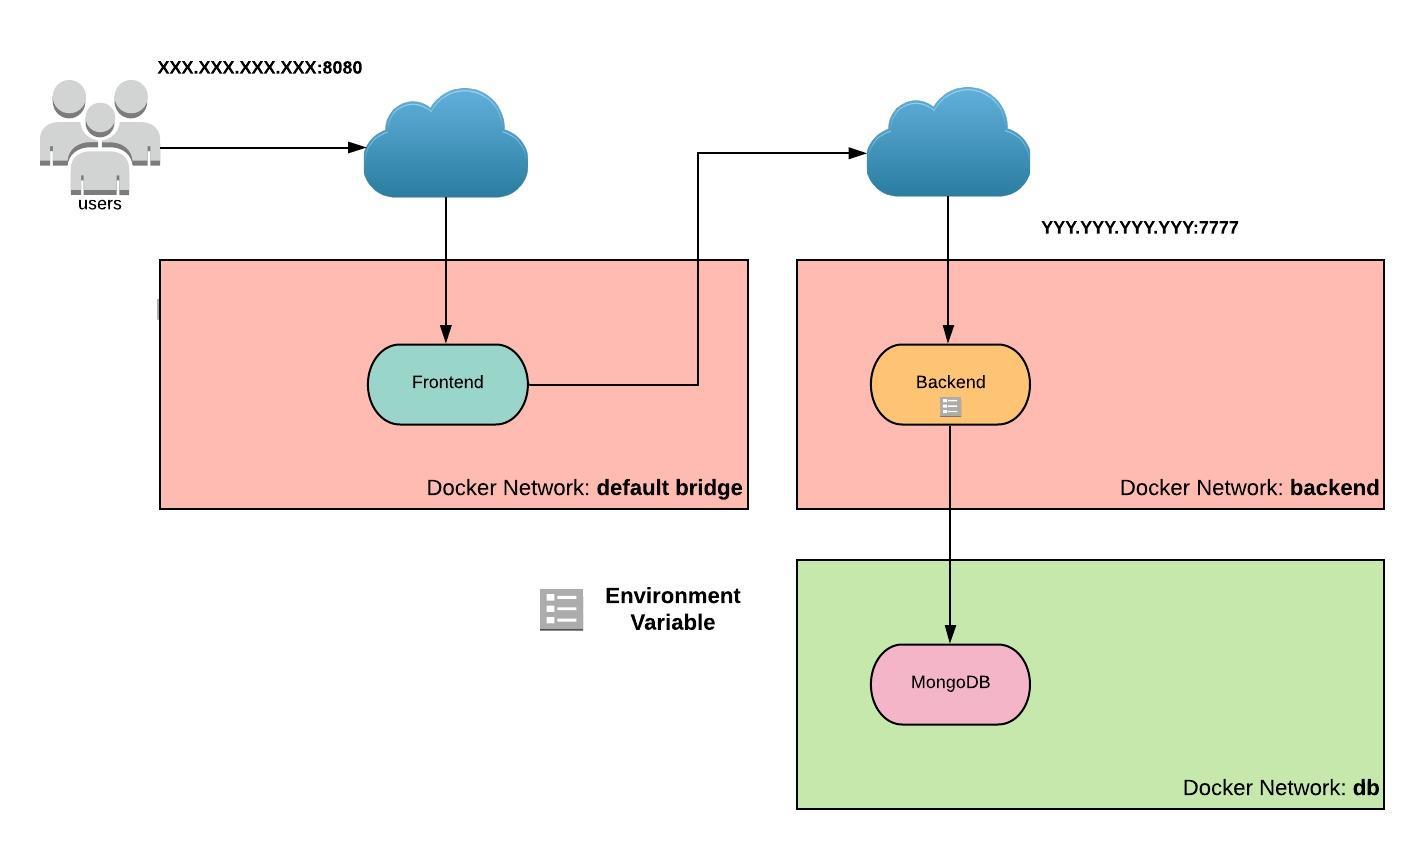 XXX.XXX.XXX.XXX:8080
users
YYY.YYY.YYY.YYY:7777
Frontend
Backend
Docker Network: default bridge
Docker Network: backend
Environment
Variable
MongoDB
Docker Network: db